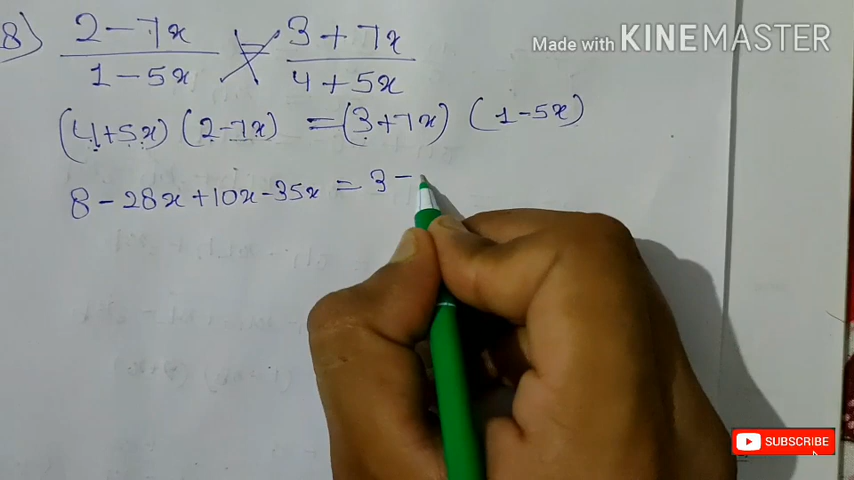 Made with KINEMASTER
8) 2-7x / 1-5x = 3+7x / 4+5x
(4+5x) (2-7x) = (3+7x) (1-5x)
8-28x+10x-35x = 3-
SUBSCRIBE